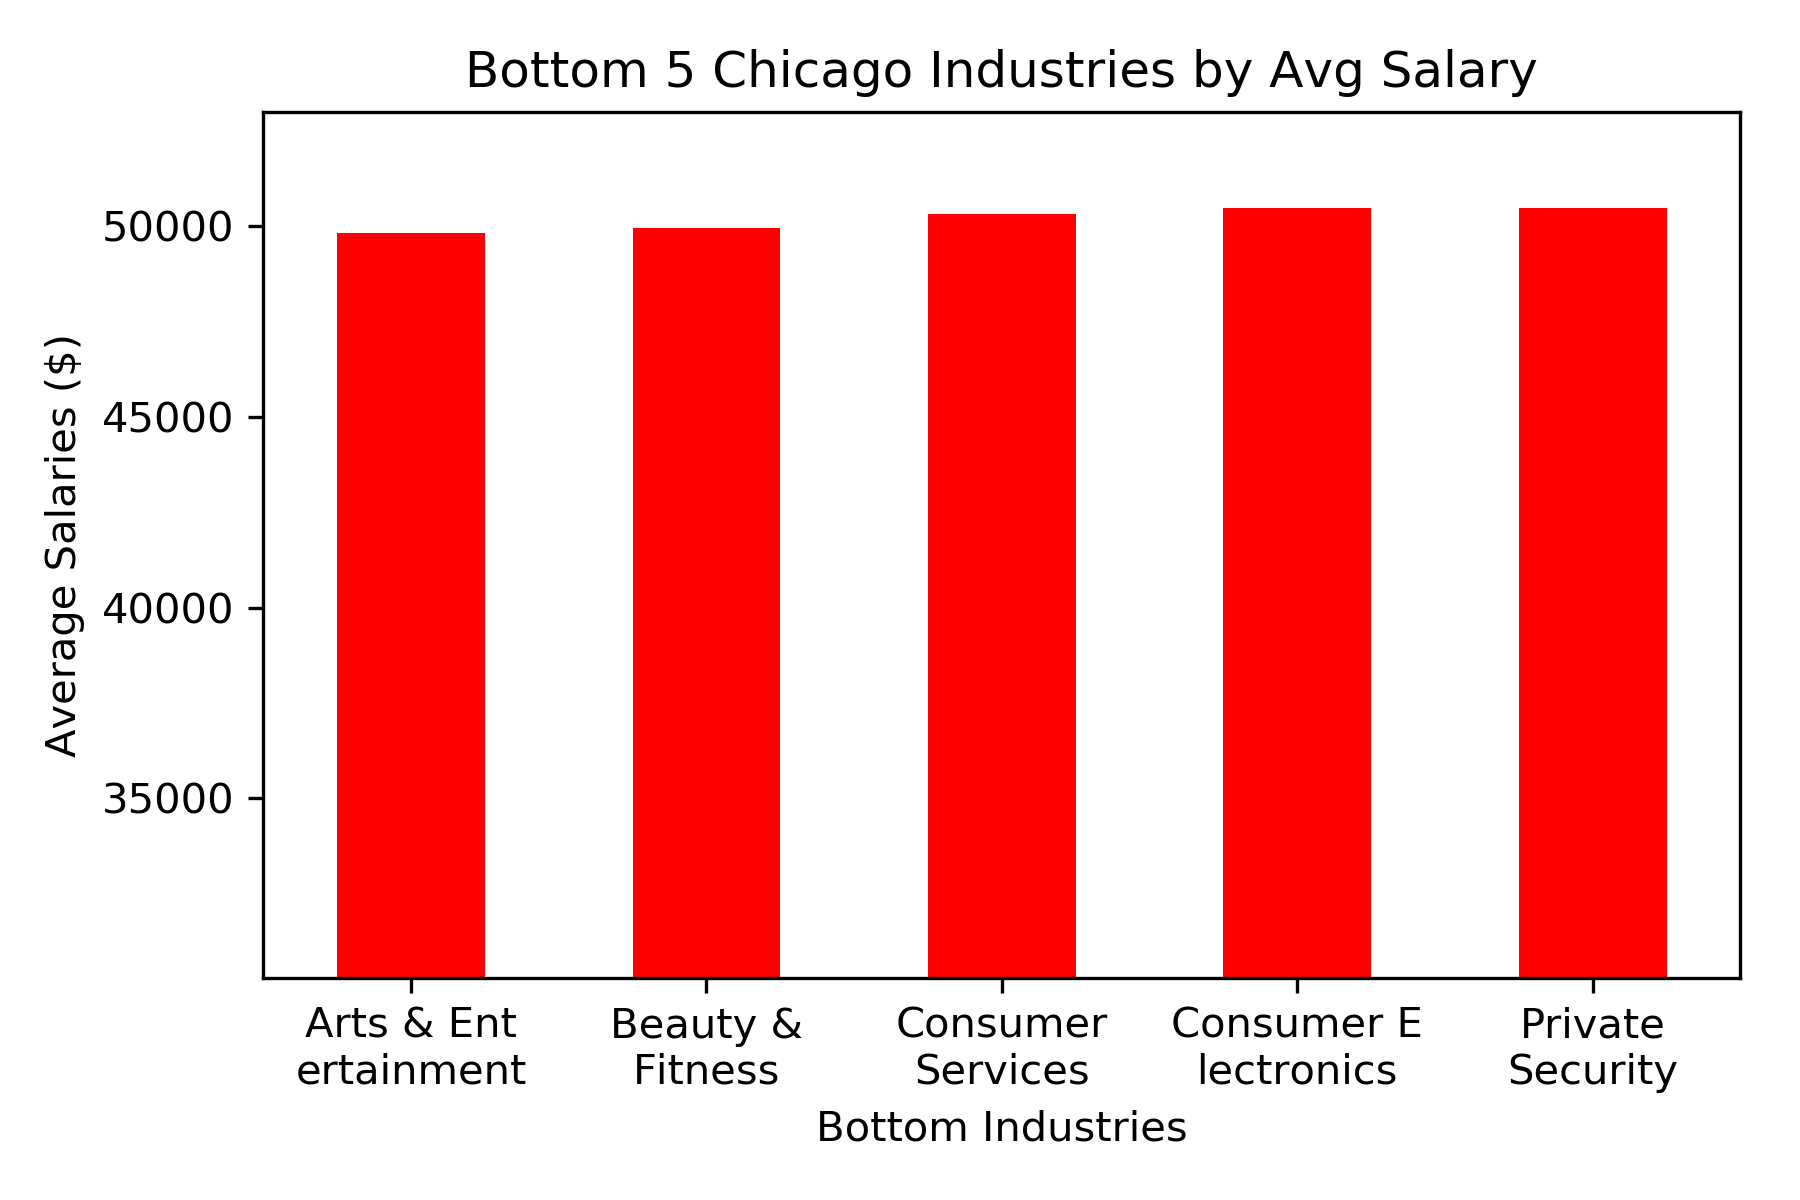 Bottom 5 Chicago Industries by Avg Salary
50000
45000
40000
35000
Average Salaries ($)
Arts & Ent
ertainment
Beauty &
Fitness
Consumer
Services
Consumer E
lectronics
Private
Security
Bottom Industries